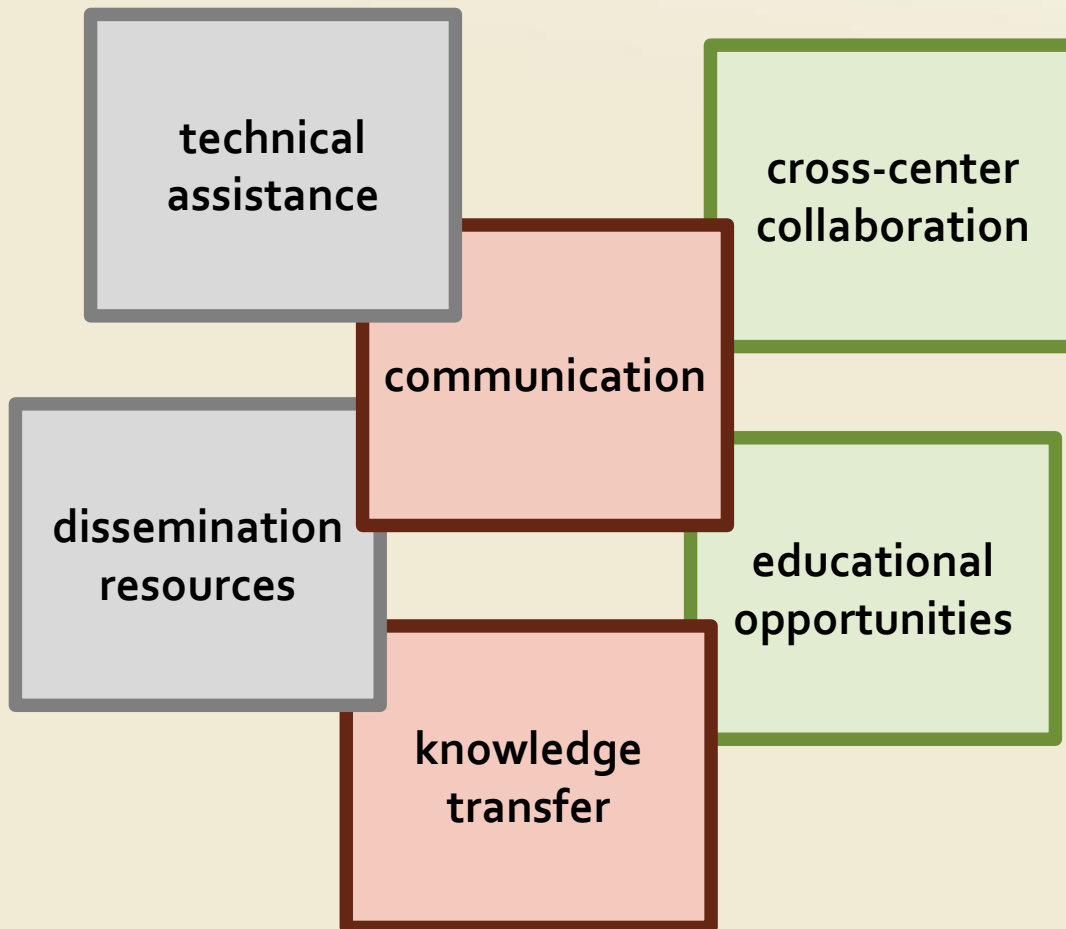 technical
assistance
cross-center
collaboration
communication
dissemination
resources
educational
opportunities
knowledge
transfer